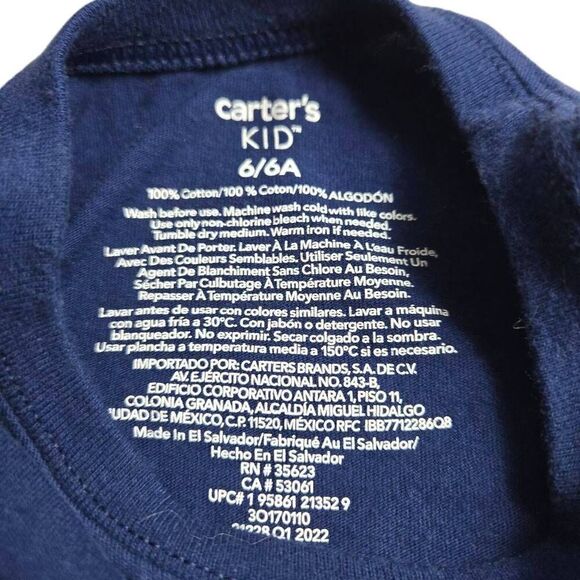 carter's
KID™
6/6A
100% Cotton/100 % Coton/100% ALGODÓN
Wash before use. Machine wash cold with like colors.
Use only non-chlorine bleach when needed.
Tumble dry medium. Warm iron if needed.
Laver Avant De Porter. Laver À La Machine À L'eau Froide,
Avec Des Couleurs Semblables. Utiliser Seulement Un
Agent De Blanchiment Sans Chlore Au Besoin,
Sécher Par Culbutage À Température Moyenne.
Repasser À Température Moyenne Au Besoin.
Lavar antes de usar con colores similares. Lavar a máquina
con agua fría a 30°C. Con jabón o detergente. No usar
blanqueador. No exprimir. Secar colgado a la sombra.
Usar plancha a temperatura media a 150°C si es necesario.
IMPORTADO POR: CARTERS BRANDS, S.A. DE C.V.
AV. EJÉRCITO NACIONAL NO. 843-B,
EDIFICIO CORPORATIVO ANTARA 1, PISO 11,
COLONIA GRANADA, ALCALDÍA MIGUEL HIDALGO
IUDAD DE MÉXICO, C.P. 11520, MÉXICO RFC IBB7712286Q8
Made In El Salvador/Fabriqué Au El Salvador/
Hecho En El Salvador
RN # 35623
CA # 53061
UPC# 1 95861 21352 9
3O170110
21228 Q1 2022